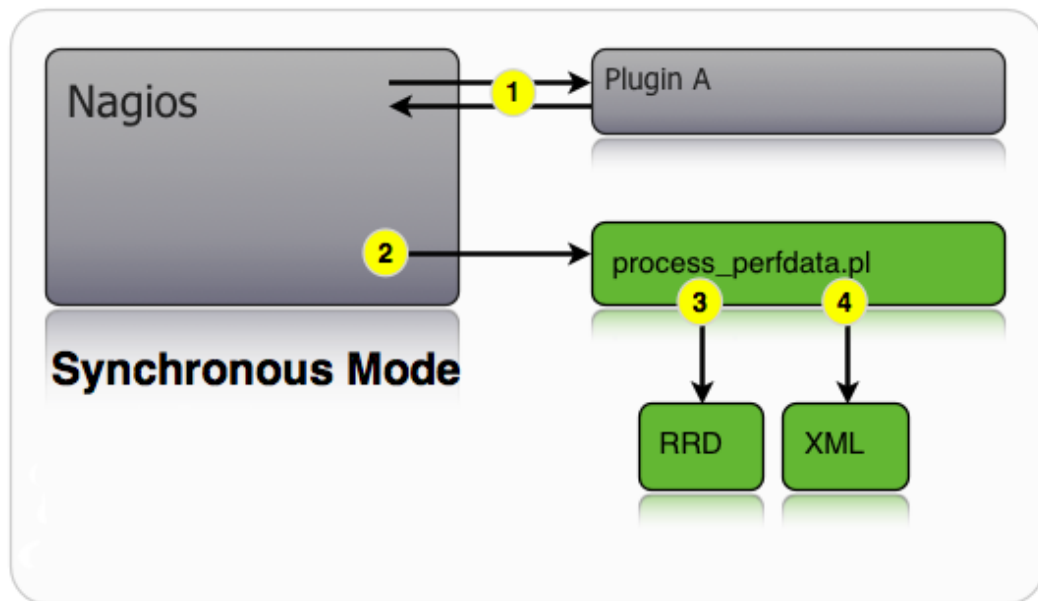 Nagios
1
Plugin A
2
process_perfdata.pl
3
4
Synchronous Mode
RRD
XML